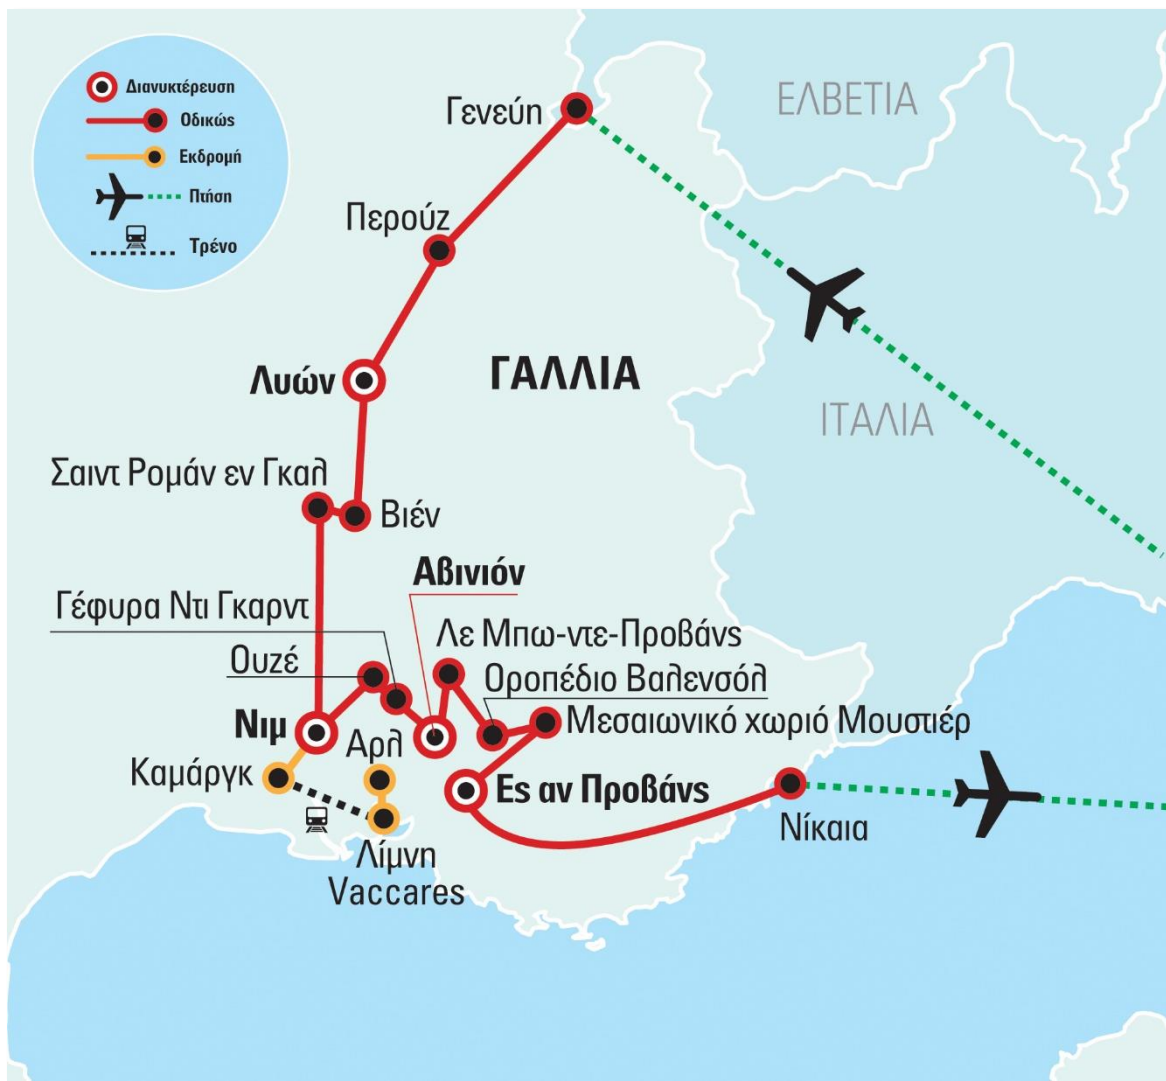 Διανυκτέρευση
Οδικώς
Εκδρομή
Πτήση
Τρένο
Γενεύη
ΕΛΒΕΤΙΑ
Περούζ
Λυών
ΓΑΛΛΙΑ
ΙΤΑΛΙΑ
Σαιντ Ρομάν εν Γκαλ
Βιέν
Αβινιόν
Γέφυρα Ντι Γκαρντ
Λε Μπω-ντε-Προβάνς
Ουζέ
Οροπέδιο Βαλενσόλ
Νιμ
Μεσαιωνικό χωριό Μουστιέρ
Αρλ
Καμάργκ
Ες αν Προβάνς
Νίκαια
Λίμνη
Vaccares